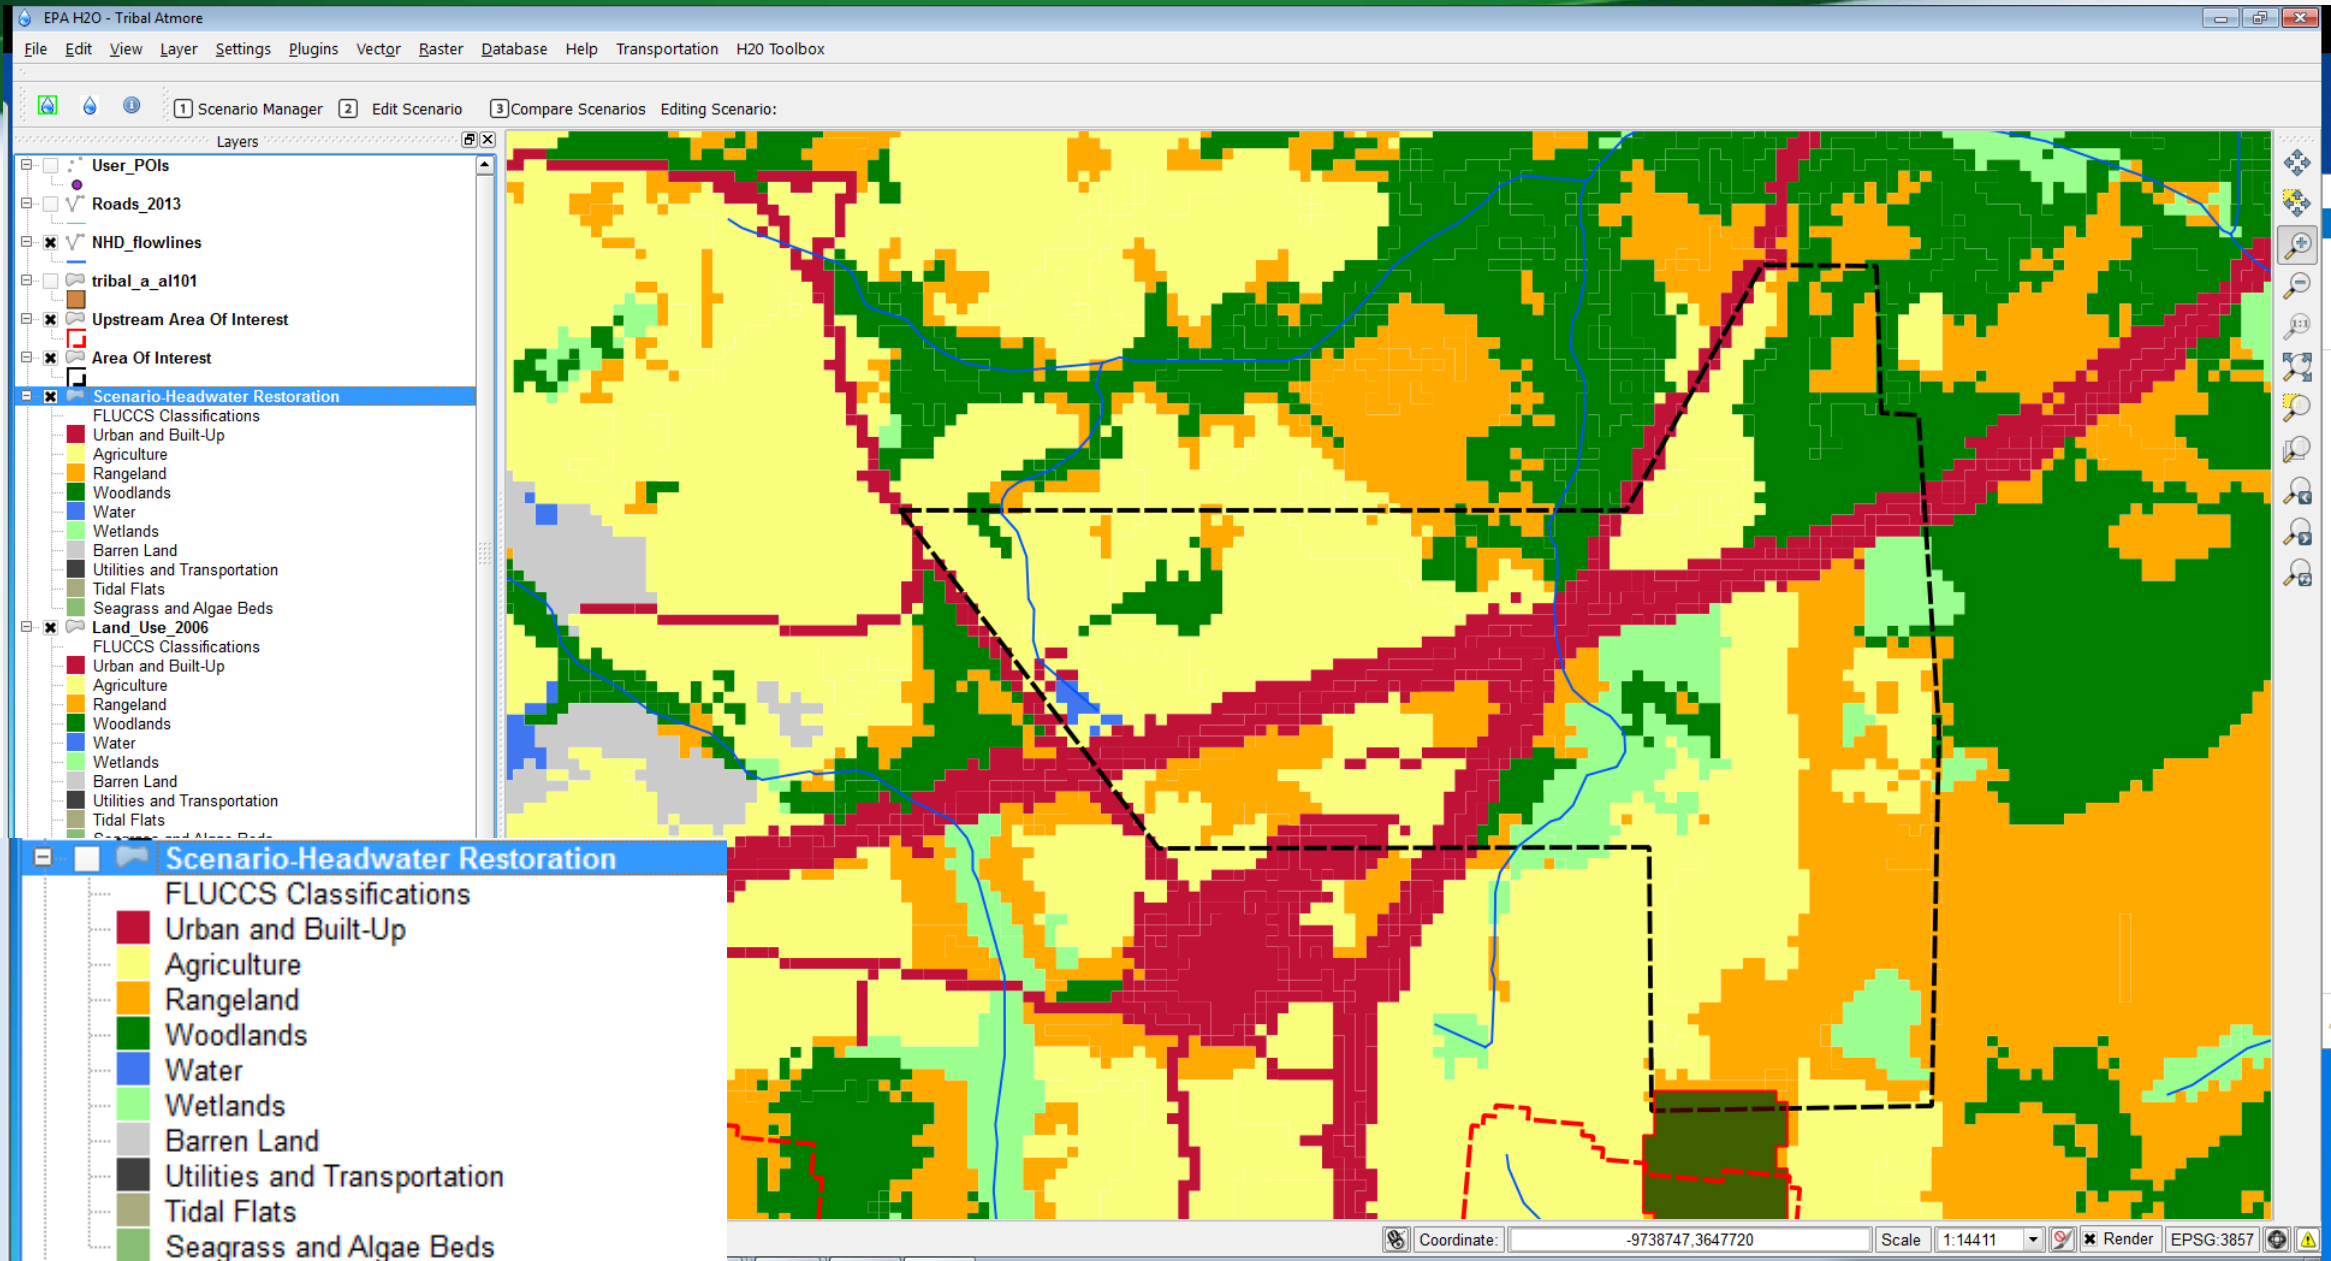 EPA H2O - Tribal Atmore
File Edit View Layer Settings Plugins Vector Raster Database Help Transportation H20 Toolbox
1 Scenario Manager 2 Edit Scenario 3 Compare Scenarios Editing Scenario:
Layers
User_POIs
Roads_2013
NHD_flowlines
tribal_a_al101
Upstream Area Of Interest
Area Of Interest
Scenario-Headwater Restoration
FLUCCS Classifications
Urban and Built-Up
Agriculture
Rangeland
Woodlands
Water
Wetlands
Barren Land
Utilities and Transportation
Tidal Flats
Seagrass and Algae Beds
Land_Use_2006
FLUCCS Classifications
Urban and Built-Up
Agriculture
Rangeland
Woodlands
Water
Wetlands
Barren Land
Utilities and Transportation
Tidal Flats
Seagrass and Algae Beds
Scenario-Headwater Restoration
FLUCCS Classifications
Urban and Built-Up
Agriculture
Rangeland
Woodlands
Water
Wetlands
Barren Land
Utilities and Transportation
Tidal Flats
Seagrass and Algae Beds
1:1
Coordinate: -9738747,3647720 Scale 1:14411 Render EPSG:3857